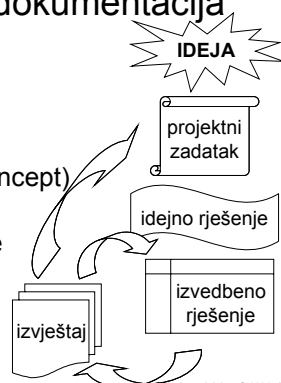 dokumentacija
IDEJA
projektni
zadatak
ncept)
idejno rješenje
e
izvedbeno
rješenje
izvještaj